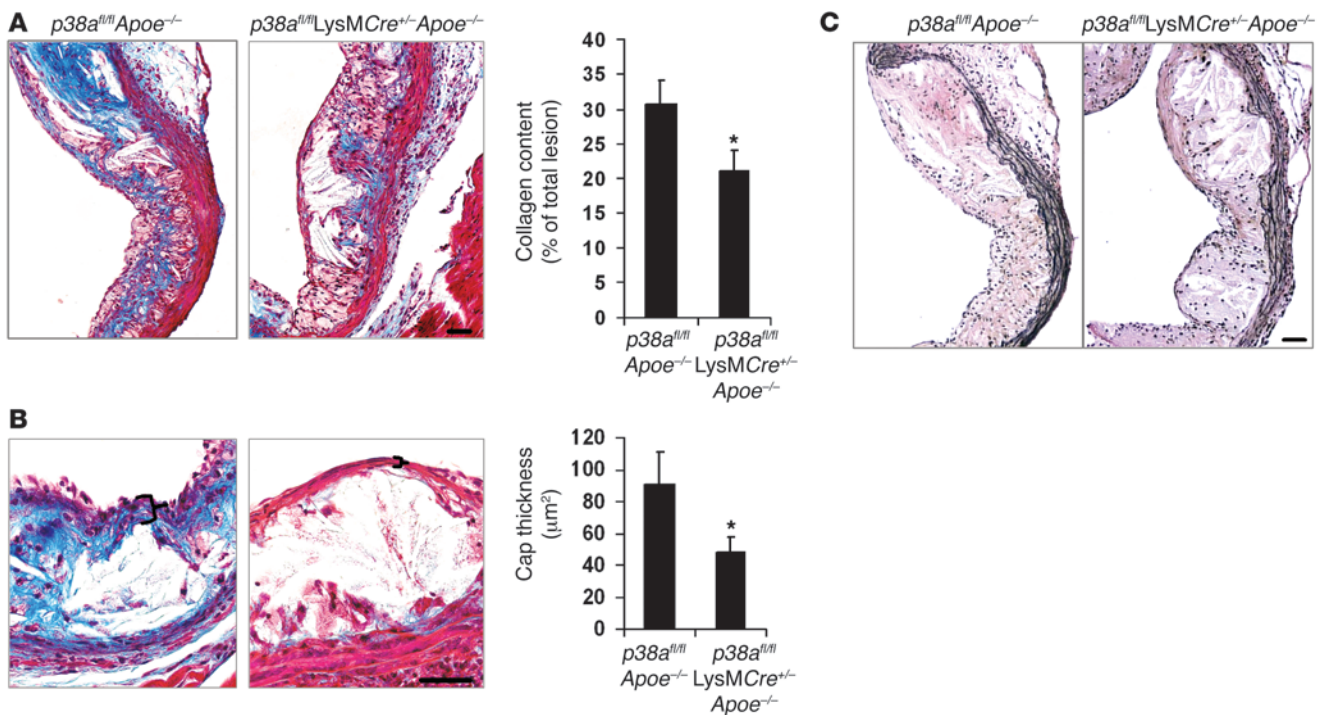 A
p38a^fl/fl Apoe^–/–
p38a^fl/fl LysMCre^+/– Apoe^–/–
40
35
30
25
20
15
10
5
0
Collagen content
(% of total lesion)
*
p38a^fl/fl
Apoe^–/–
p38a^fl/fl
LysMCre^+/–
Apoe^–/–
C
p38a^fl/fl Apoe^–/–
p38a^fl/fl LysMCre^+/– Apoe^–/–
B
120
100
80
60
40
20
0
Cap thickness
(μm²)
*
p38a^fl/fl
Apoe^–/–
p38a^fl/fl
LysMCre^+/–
Apoe^–/–